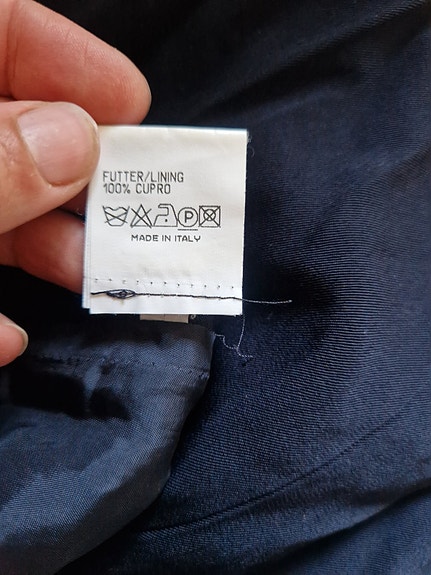 FUTTER/LINING
100% CUPRO
P
MADE IN ITALY